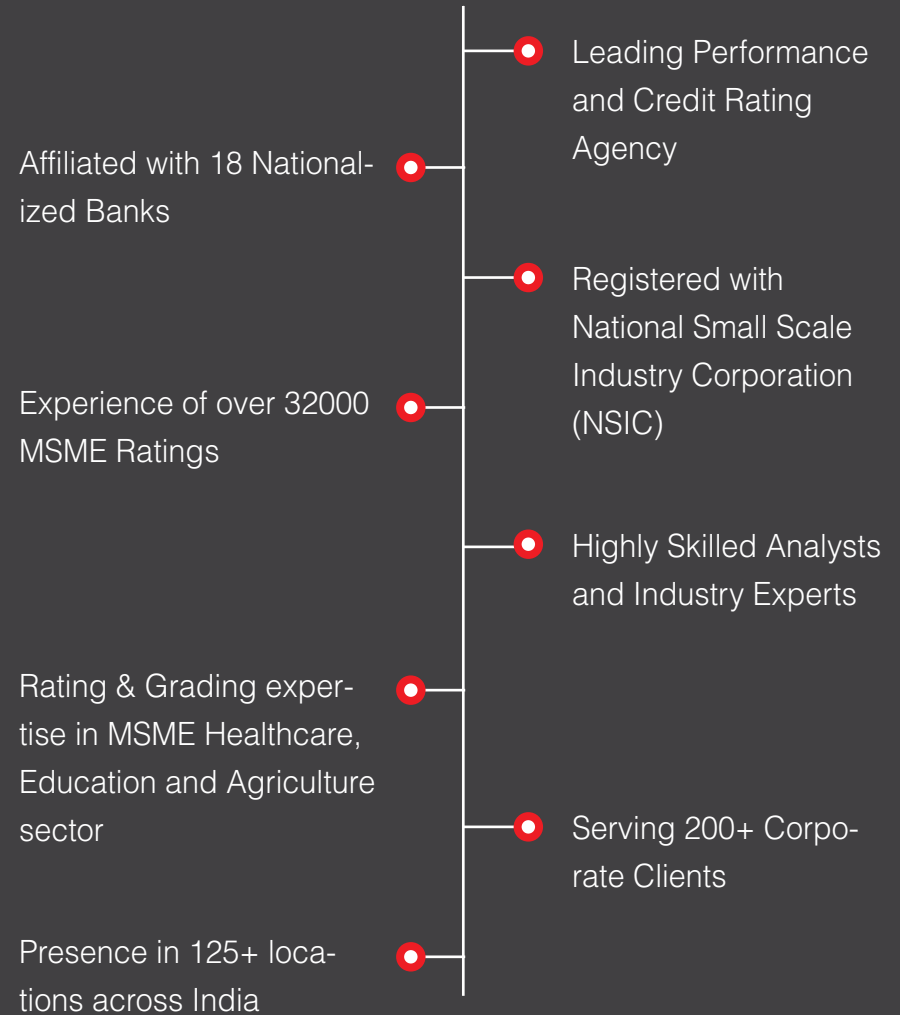 Leading Performance
and Credit Rating
Agency
Affiliated with 18 National-
ized Banks
Registered with
National Small Scale
Industry Corporation
(NSIC)
Experience of over 32000
MSME Ratings
Highly Skilled Analysts
and Industry Experts
Rating & Grading exper-
tise in MSME Healthcare,
Education and Agriculture
sector
Serving 200+ Corpo-
rate Clients
Presence in 125+ loca-
tions across India